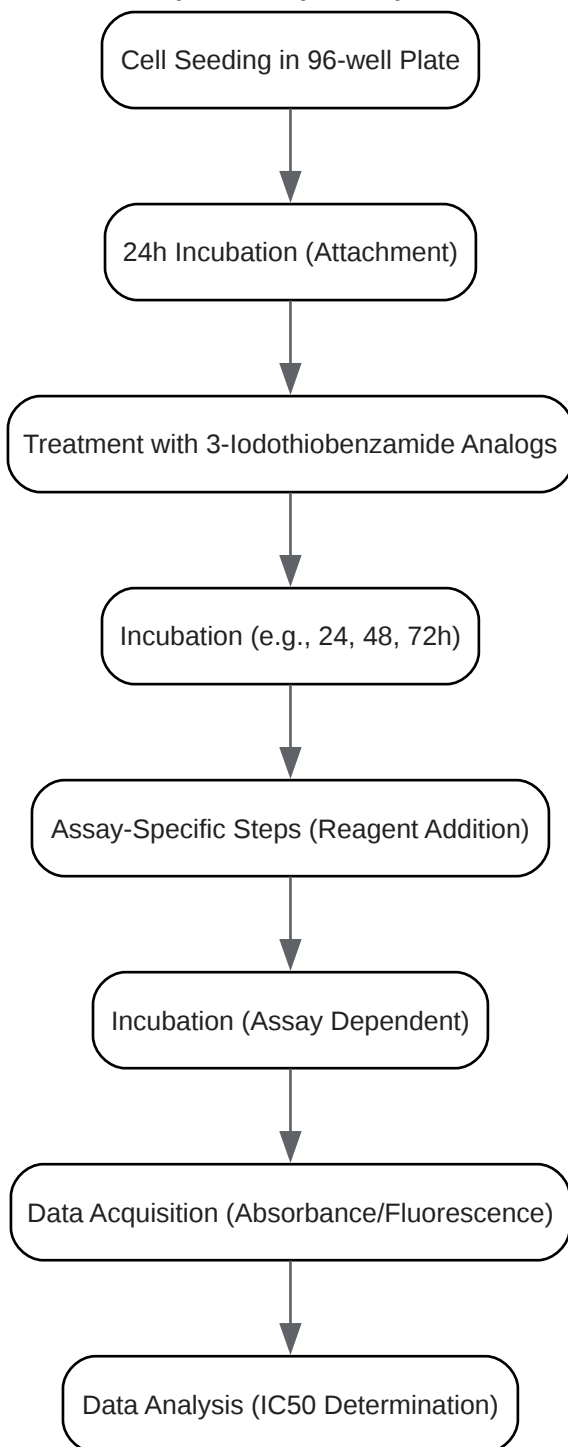 Cell Seeding in 96-well Plate
24h Incubation (Attachment)
Treatment with 3-Iodothiobenzamide Analogs
Incubation (e.g., 24, 48, 72h)
Assay-Specific Steps (Reagent Addition)
Incubation (Assay Dependent)
Data Acquisition (Absorbance/Fluorescence)
Data Analysis (IC50 Determination)